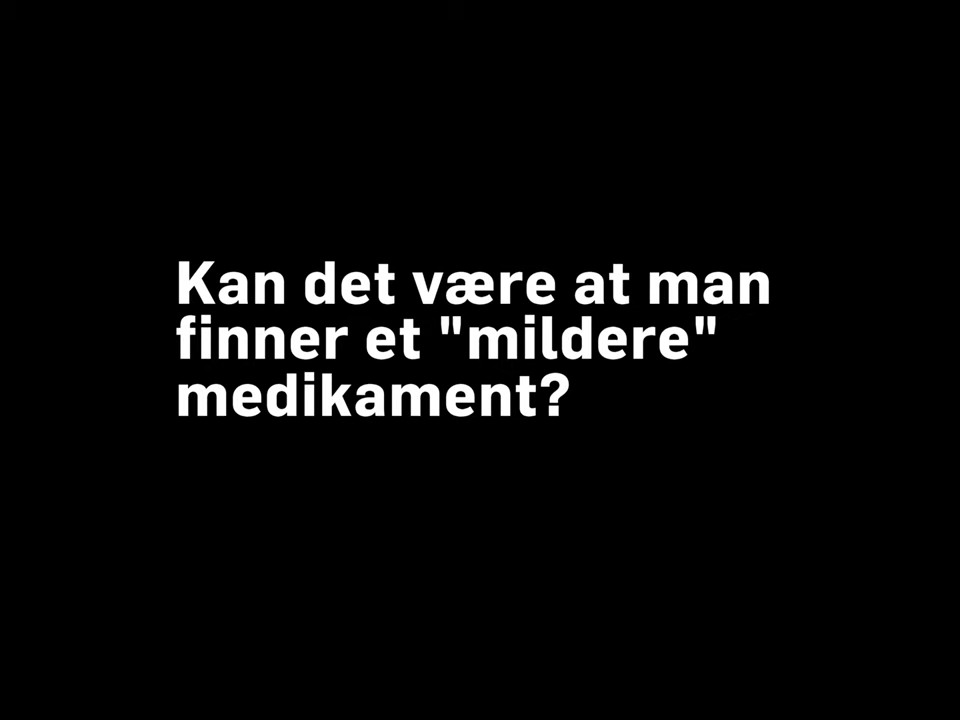 Kan det være at man
finner et "mildere"
medikament?